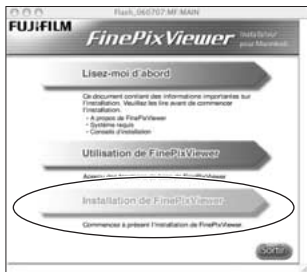 Flash_060707:MF:MAIN
FUJIFILM
FinePixViewer
Installateur
pour Macintosh
Lisez-moi d'abord
Ce document contient des informations importantes sur
l'installation. Veuillez les lire avant de commencer
l'installation.
- A propos de FinePixViewer
- Système requis
- Conseils d'installation
Utilisation de FinePixViewer
Installation de FinePixViewer
Commencez à présent l'installation de FinePixViewer.
Sortir